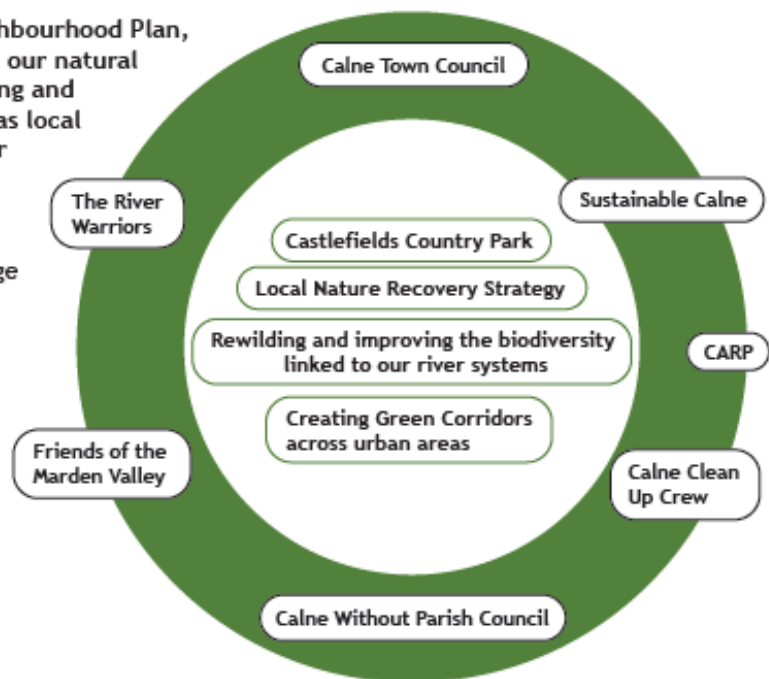 hbourhood Plan,
our natural
ng and
as local
r
ge
Calne Town Council
The River
Warriors
Sustainable Calne
Castlefields Country Park
Local Nature Recovery Strategy
Rewilding and improving the biodiversity
linked to our river systems
CARP
Creating Green Corridors
across urban areas
Friends of the
Marden Valley
Calne Clean
Up Crew
Calne Without Parish Council